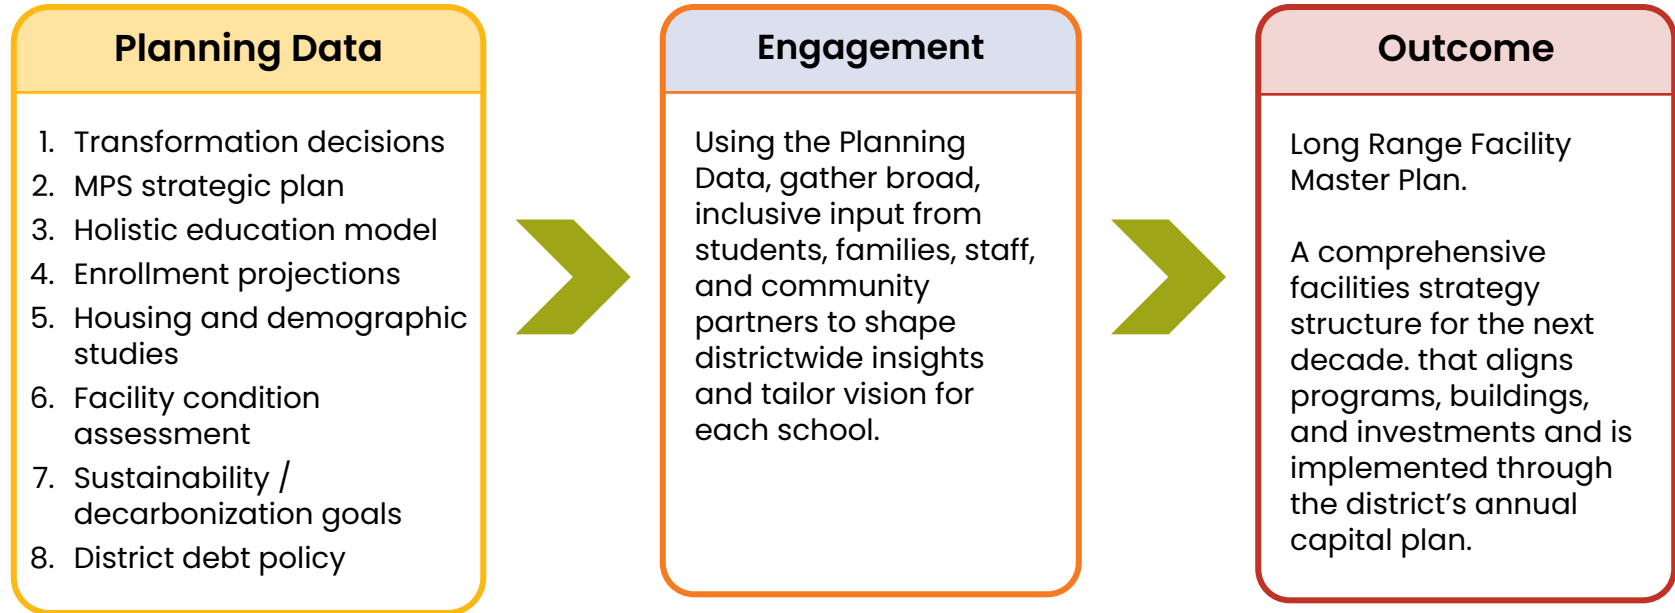 Planning Data
1. Transformation decisions
2. MPS strategic plan
3. Holistic education model
4. Enrollment projections
5. Housing and demographic
studies
6. Facility condition
assessment
7. Sustainability /
decarbonization goals
8. District debt policy
Engagement
Using the Planning
Data, gather broad,
inclusive input from
students, families, staff,
and community
partners to shape
districtwide insights
and tailor vision for
each school.
Outcome
Long Range Facility
Master Plan.
A comprehensive
facilities strategy
structure for the next
decade. that aligns
programs, buildings,
and investments and is
implemented through
the district’s annual
capital plan.